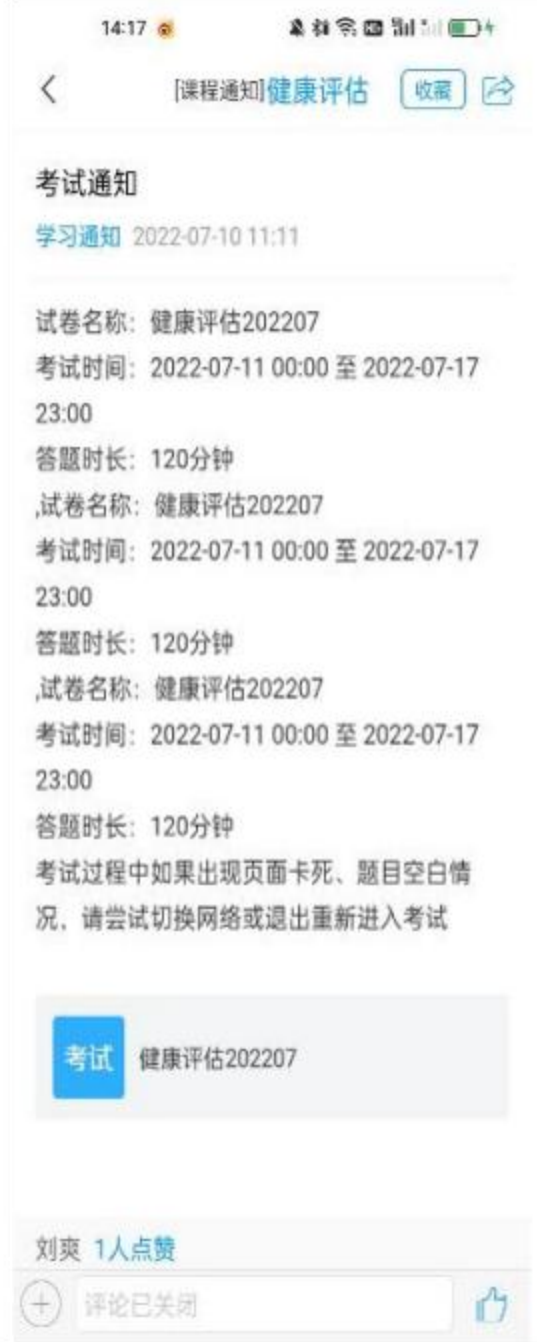 14:17
[课程通知]健康评估 收藏
考试通知
学习通知 2022-07-10 11:11
试卷名称：健康评估202207
考试时间：2022-07-11 00:00 至 2022-07-17
23:00
答题时长：120分钟
,试卷名称：健康评估202207
考试时间：2022-07-11 00:00 至 2022-07-17
23:00
答题时长：120分钟
,试卷名称：健康评估202207
考试时间：2022-07-11 00:00 至 2022-07-17
23:00
答题时长：120分钟
考试过程中如果出现页面卡死、题目空白情
况，请尝试切换网络或退出重新进入考试
考试 健康评估202207
刘爽 1人点赞
评论已关闭